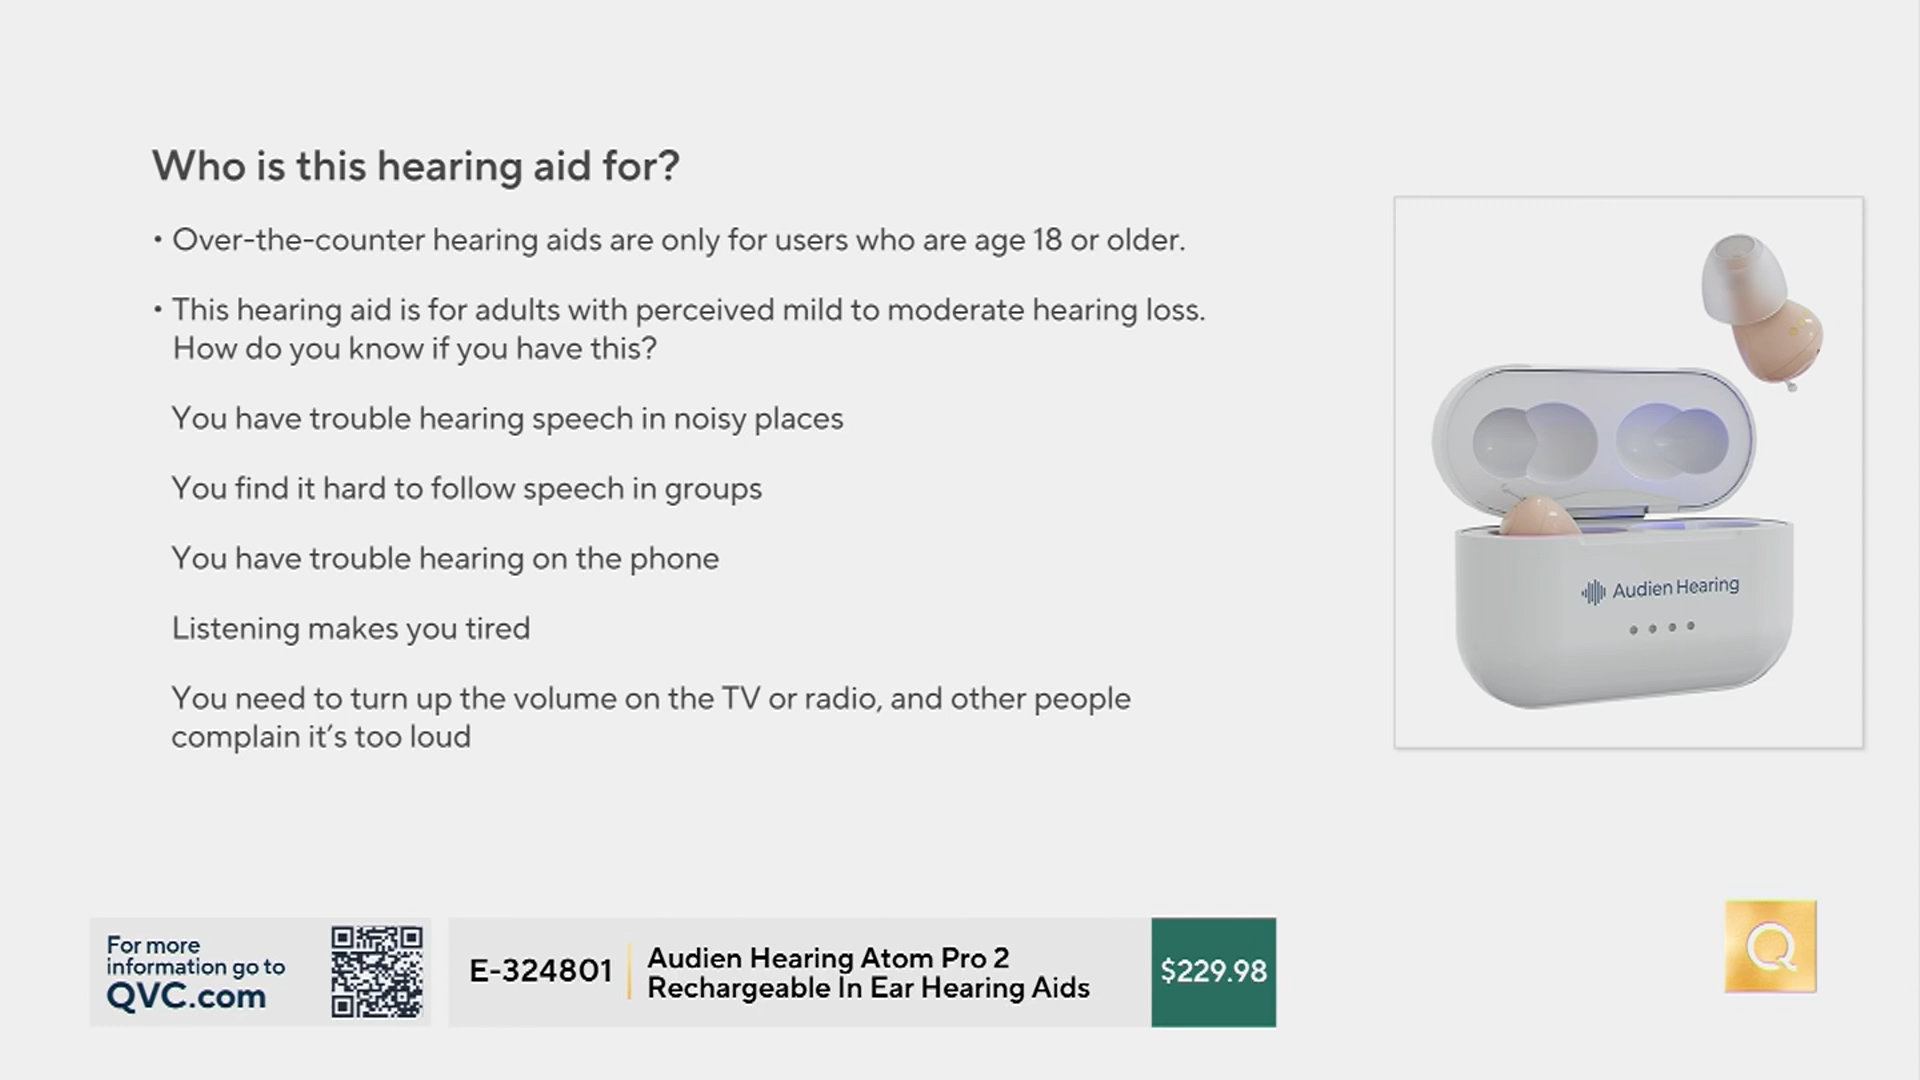 Who is this hearing aid for?
• Over-the-counter hearing aids are only for users who are age 18 or older.
• This hearing aid is for adults with perceived mild to moderate hearing loss.
How do you know if you have this?
You have trouble hearing speech in noisy places
You find it hard to follow speech in groups
You have trouble hearing on the phone
Listening makes you tired
You need to turn up the volume on the TV or radio, and other people
complain it’s too loud
Audien Hearing
For more
information go to
QVC.com
E-324801
Audien Hearing Atom Pro 2
Rechargeable In Ear Hearing Aids
$229.98
Q